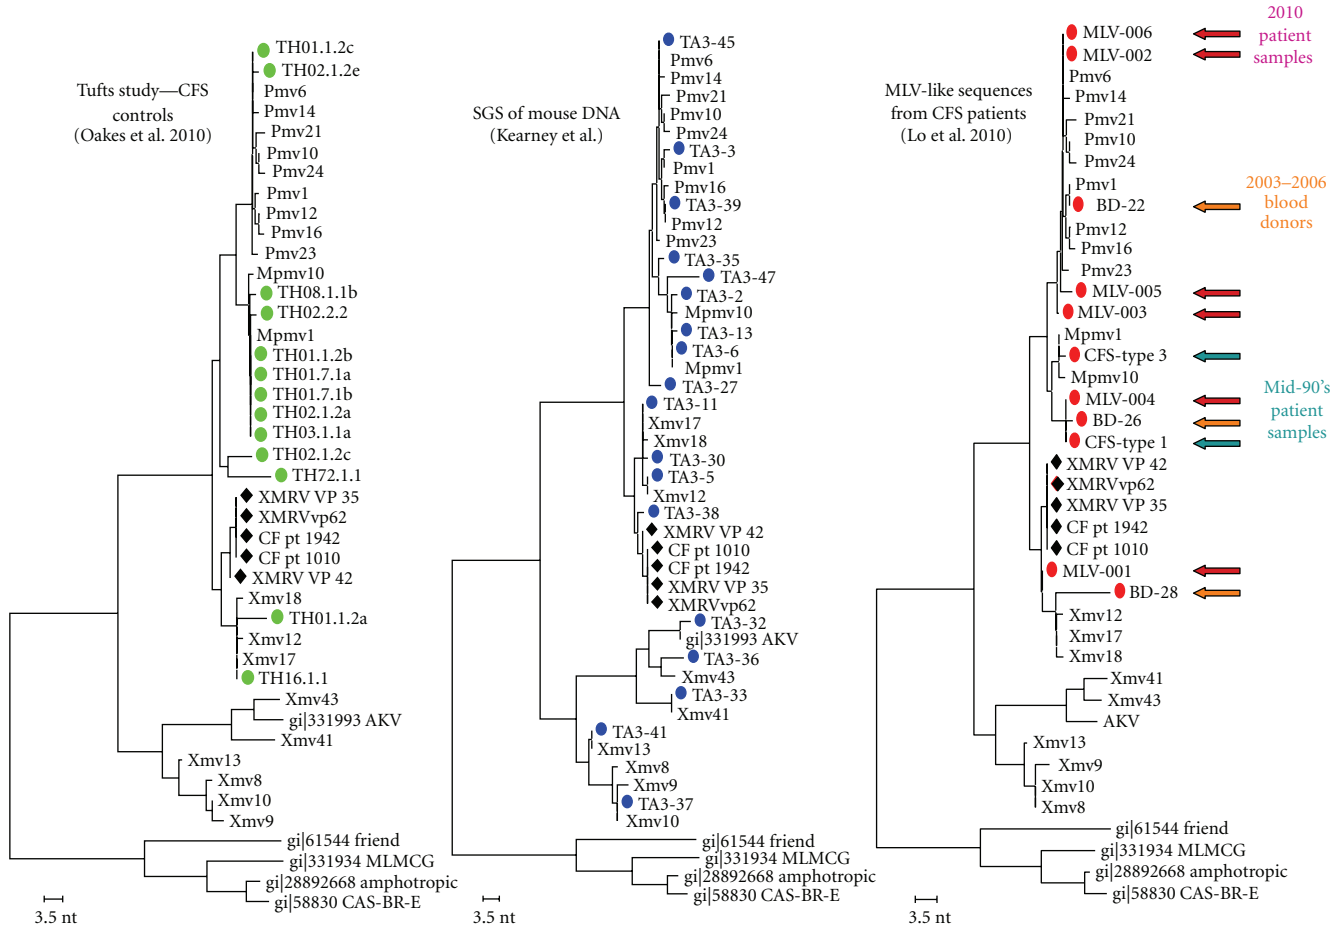 Tufts study—CFS
controls
(Oakes et al. 2010)
TH01.1.2c
TH02.1.2e
Pmv6
Pmv14
Pmv21
Pmv10
Pmv24
Pmv1
Pmv12
Pmv16
Pmv23
Mpmv10
TH08.1.1b
TH02.2.2
Mpmv1
TH01.1.2b
TH01.7.1a
TH01.7.1b
TH02.1.2a
TH03.1.1a
TH02.1.2c
TH72.1.1
XMRV VP 35
XMRVvp62
CF pt 1942
CF pt 1010
XMRV VP 42
Xmv18
TH01.1.2a
Xmv12
Xmv17
TH16.1.1
Xmv43
gi|331993 AKV
Xmv41
Xmv13
Xmv8
Xmv10
Xmv9
gi|61544 friend
gi|331934 MLMCG
gi|28892668 amphotropic
gi|58830 CAS-BR-E
3.5 nt
SGS of mouse DNA
(Kearney et al.)
TA3-45
Pmv6
Pmv14
Pmv21
Pmv10
Pmv24
TA3-3
Pmv1
Pmv16
TA3-39
Pmv12
Pmv23
TA3-35
TA3-47
TA3-2
Mpmv10
TA3-13
TA3-6
Mpmv1
TA3-27
TA3-11
Xmv17
Xmv18
TA3-30
TA3-5
Xmv12
TA3-38
XMRV VP 42
CF pt 1010
CF pt 1942
XMRV VP 35
XMRVvp62
TA3-32
gi|331993 AKV
TA3-36
Xmv43
TA3-33
Xmv41
TA3-41
Xmv13
Xmv8
Xmv9
TA3-37
Xmv10
gi|61544 friend
gi|331934 MLMCG
gi|28892668 amphotropic
gi|58830 CAS-BR-E
3.5 nt
MLV-like sequences
from CFS patients
(Lo et al. 2010)
MLV-006
MLV-002
Pmv6
Pmv14
Pmv21
Pmv10
Pmv24
Pmv1
BD-22
Pmv12
Pmv16
Pmv23
MLV-005
MLV-003
Mpmv1
CFS-type 3
Mpmv10
MLV-004
BD-26
CFS-type 1
XMRV VP 42
XMRVvp62
XMRV VP 35
CF pt 1942
CF pt 1010
MLV-001
BD-28
Xmv12
Xmv17
Xmv18
Xmv41
Xmv43
AKV
Xmv13
Xmv9
Xmv10
Xmv8
gi|61544 friend
gi|331934 MLMCG
gi|28892668 amphotropic
gi|58830 CAS-BR-E
3.5 nt
2010
patient
samples
2003–2006
blood
donors
Mid-90's
patient
samples